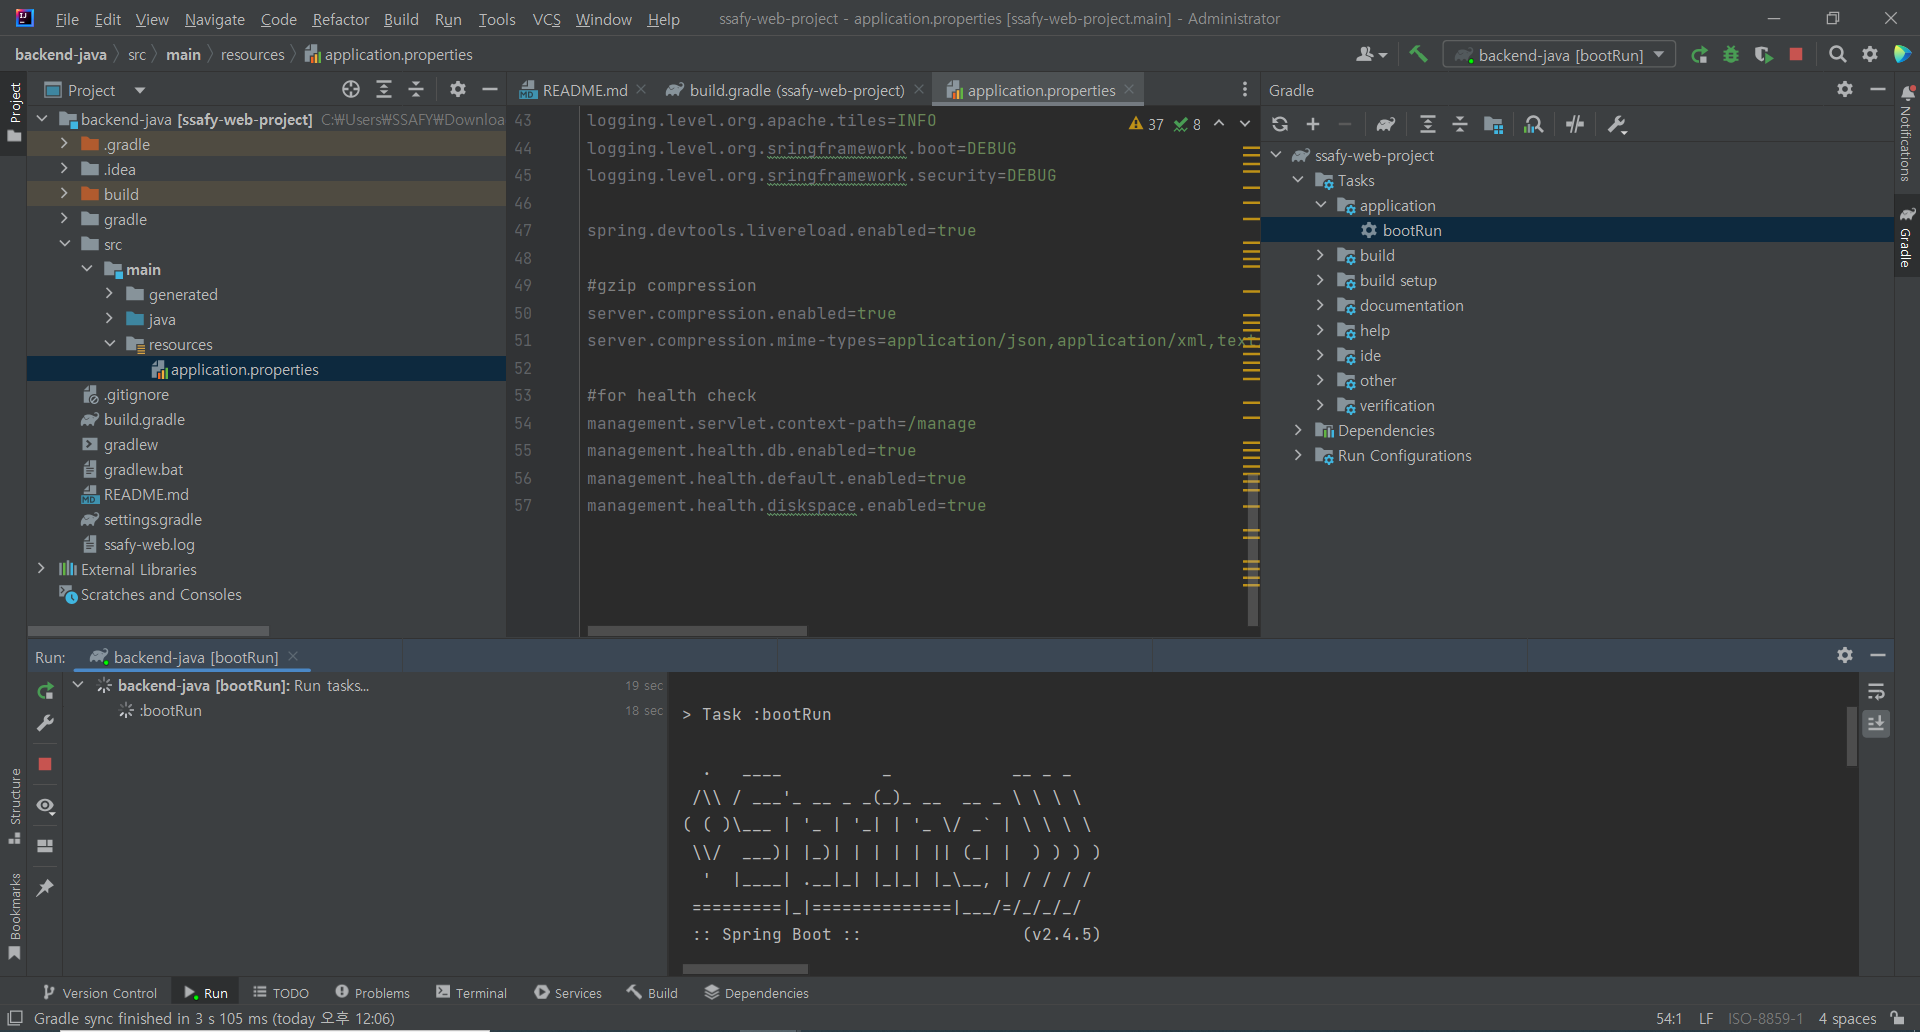 File Edit View Navigate Code Refactor Build Run Tools VCS Window Help ssafy-web-project - application.properties [ssafy-web-project.main] - Administrator
backend-java src main resources application.properties
backend-java [bootRun]
Project
Project
README.md
build.gradle (ssafy-web-project)
application.properties
Gradle
Notifications
Gradle
backend-java [ssafy-web-project] C:₩Users₩SSAFY₩Downloa
.gradle
.idea
build
gradle
src
main
generated
java
resources
application.properties
.gitignore
build.gradle
gradlew
gradlew.bat
README.md
settings.gradle
ssafy-web.log
External Libraries
Scratches and Consoles
37 8
43 logging.level.org.apache.tiles=INFO
44 logging.level.org.sringframework.boot=DEBUG
45 logging.level.org.sringframework.security=DEBUG
46
47 spring.devtools.livereload.enabled=true
48
49 #gzip compression
50 server.compression.enabled=true
51 server.compression.mime-types=application/json,application/xml,text
52
53 #for health check
54 management.servlet.context-path=/manage
55 management.health.db.enabled=true
56 management.health.default.enabled=true
57 management.health.diskspace.enabled=true
ssafy-web-project
Tasks
application
bootRun
build
build setup
documentation
help
ide
other
verification
Dependencies
Run Configurations
Run: backend-java [bootRun]
backend-java [bootRun]: Run tasks... 19 sec
:bootRun 18 sec
> Task :bootRun
  .   ____          _            __ _ _
 /\\ / ___'_ __ _ _(_)_ __  __ _ \ \ \ \
( ( )\___ | '_ | '_| | '_ \/ _` | \ \ \ \
 \\/  ___)| |_)| | | | | || (_| |  ) ) ) )
  '  |____| .__|_| |_|_| |_\__, | / / / /
 =========|_|==============|___/=/_/_/_/
 :: Spring Boot ::                (v2.4.5)
Structure
Bookmarks
Version Control Run TODO Problems Terminal Services Build Dependencies
Gradle sync finished in 3 s 105 ms (today 오후 12:06)
54:1 LF ISO-8859-1 4 spaces